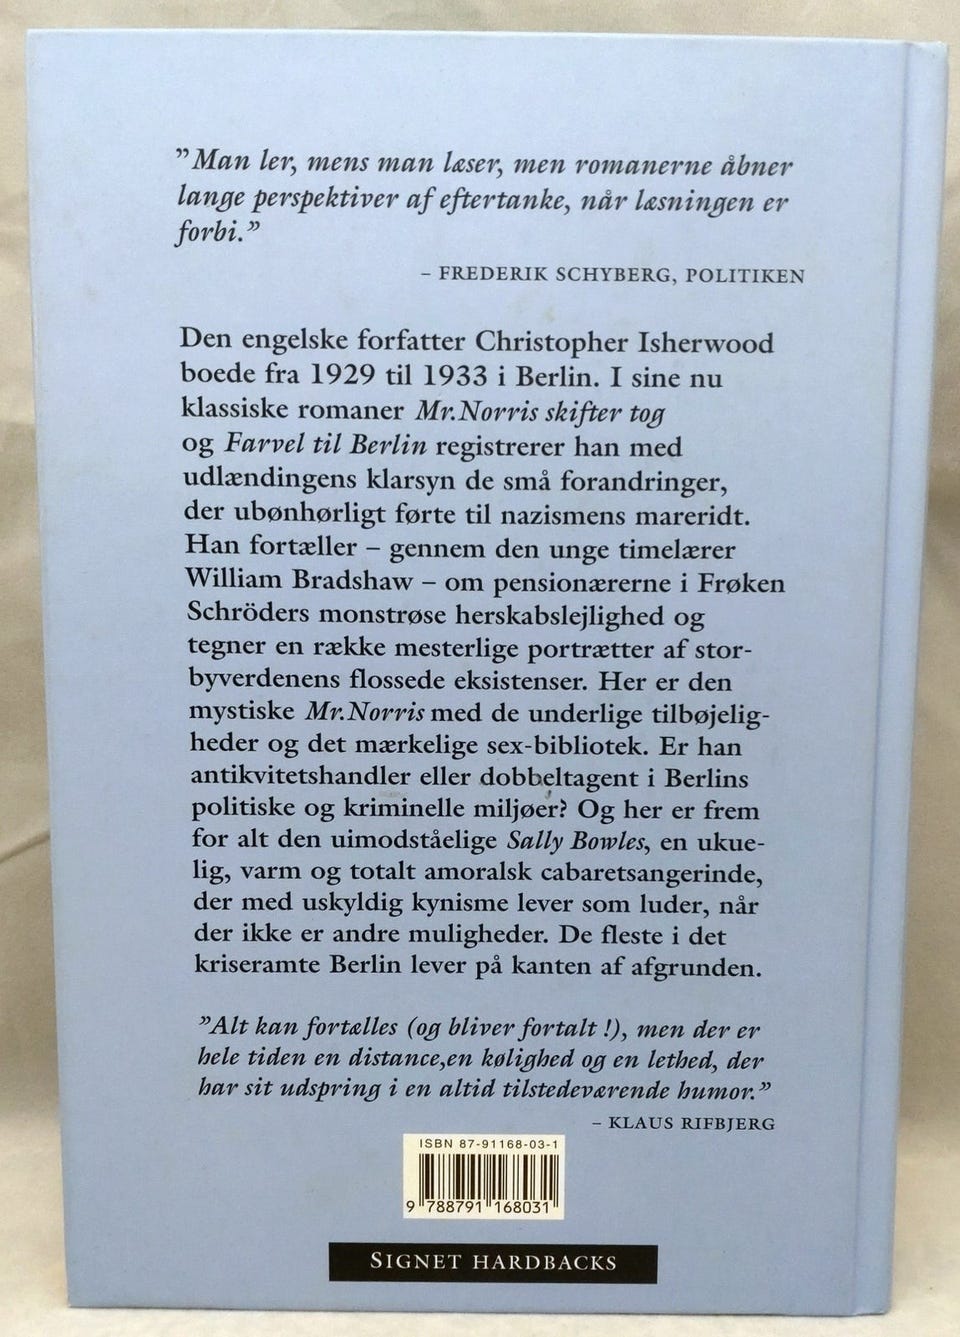 ”Man ler, mens man læser, men romanerne åbner
lange perspektiver af eftertanke, når læsningen er
forbi.”
– FREDERIK SCHYBERG, POLITIKEN
Den engelske forfatter Christopher Isherwood
boede fra 1929 til 1933 i Berlin. I sine nu
klassiske romaner Mr.Norris skifter tog
og Farvel til Berlin registrerer han med
udlændingens klarsyn de små forandringer,
der ubønhørligt førte til nazismens mareridt.
Han fortæller – gennem den unge timelærer
William Bradshaw – om pensionærerne i Frøken
Schröders monstrøse herskabslejlighed og
tegner en række mesterlige portrætter af stor-
byverdenens flossede eksistenser. Her er den
mystiske Mr.Norris med de underlige tilbøjelig-
heder og det mærkelige sex-bibliotek. Er han
antikvitetshandler eller dobbeltagent i Berlins
politiske og kriminelle miljøer? Og her er frem
for alt den uimodståelige Sally Bowles, en ukue-
lig, varm og totalt amoralsk cabaretsangerinde,
der med uskyldig kynisme lever som luder, når
der ikke er andre muligheder. De fleste i det
kriseramte Berlin lever på kanten af afgrunden.
”Alt kan fortælles (og bliver fortalt !), men der er
hele tiden en distance,en kølighed og en lethed, der
har sit udspring i en altid tilstedeværende humor.”
– KLAUS RIFBJERG
ISBN 87-91168-03-1
9 788791 168031
SIGNET HARDBACKS